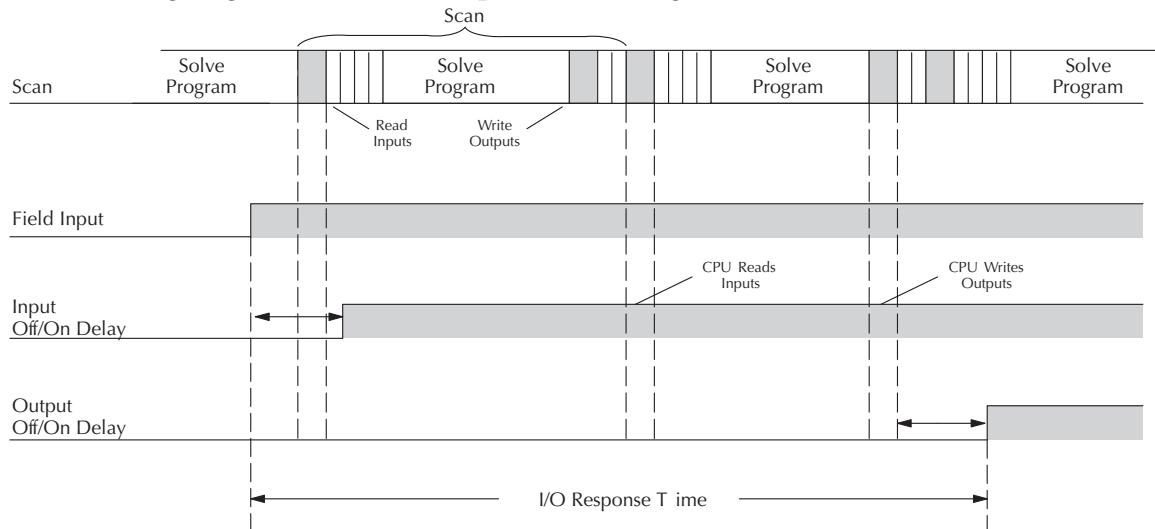 Scan
Scan
Solve
Program
Solve
Program
Solve
Program
Solve
Program
Read
Inputs
Write
Outputs
Field Input
CPU Reads
Inputs
CPU Writes
Outputs
Input
Off/On Delay
Output
Off/On Delay
I/O Response T ime